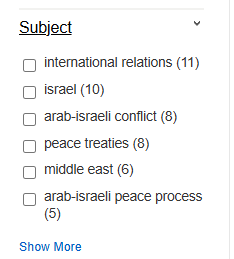 Subject
international relations (11)
israel (10)
arab-israeli conflict (8)
peace treaties (8)
middle east (6)
arab-israeli peace process
(5)
Show More